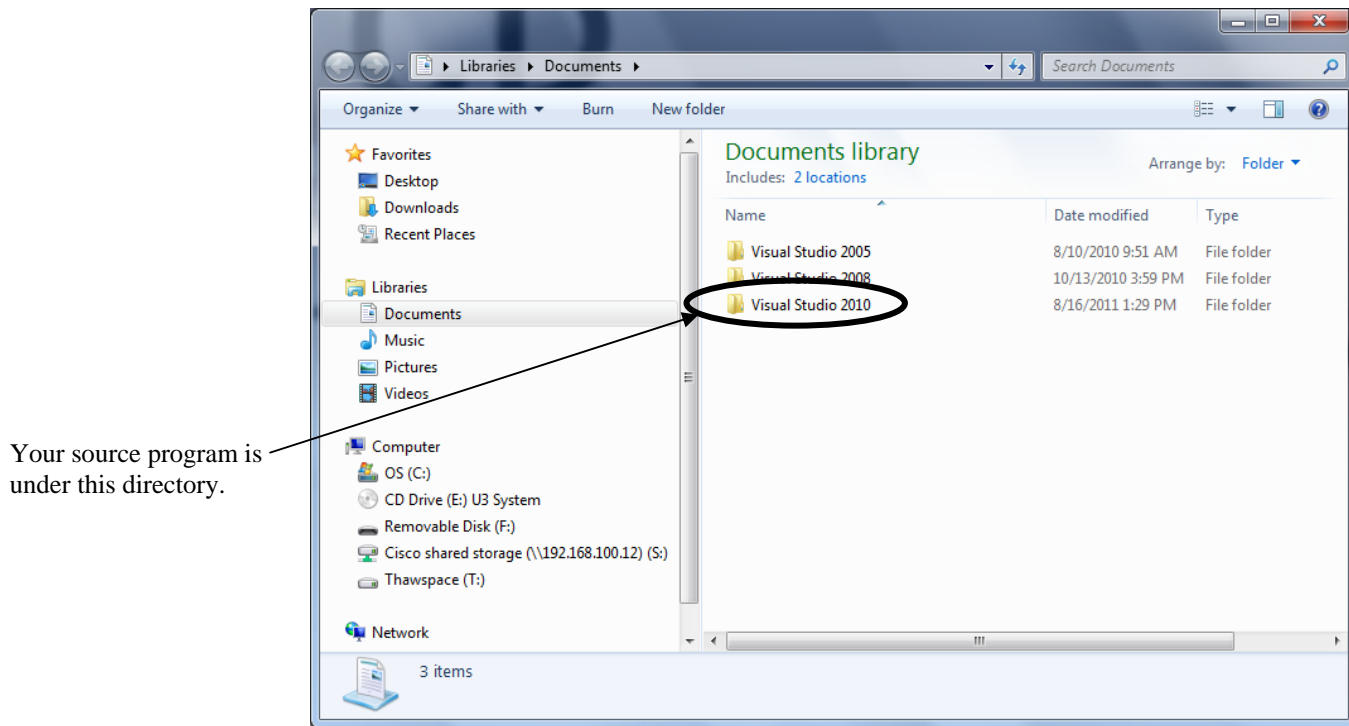 Libraries ▸ Documents ▸
Search Documents
Organize Share with Burn New folder
Favorites
Desktop
Downloads
Recent Places
Libraries
Documents
Music
Pictures
Videos
Computer
OS (C:)
CD Drive (E:) U3 System
Removable Disk (F:)
Cisco shared storage (\\192.168.100.12) (S:)
Thawspace (T:)
Network
Documents library
Includes: 2 locations
Arrange by: Folder
Name Date modified Type
Visual Studio 2005 8/10/2010 9:51 AM File folder
Visual Studio 2008 10/13/2010 3:59 PM File folder
Visual Studio 2010 8/16/2011 1:29 PM File folder
3 items
Your source program is
under this directory.